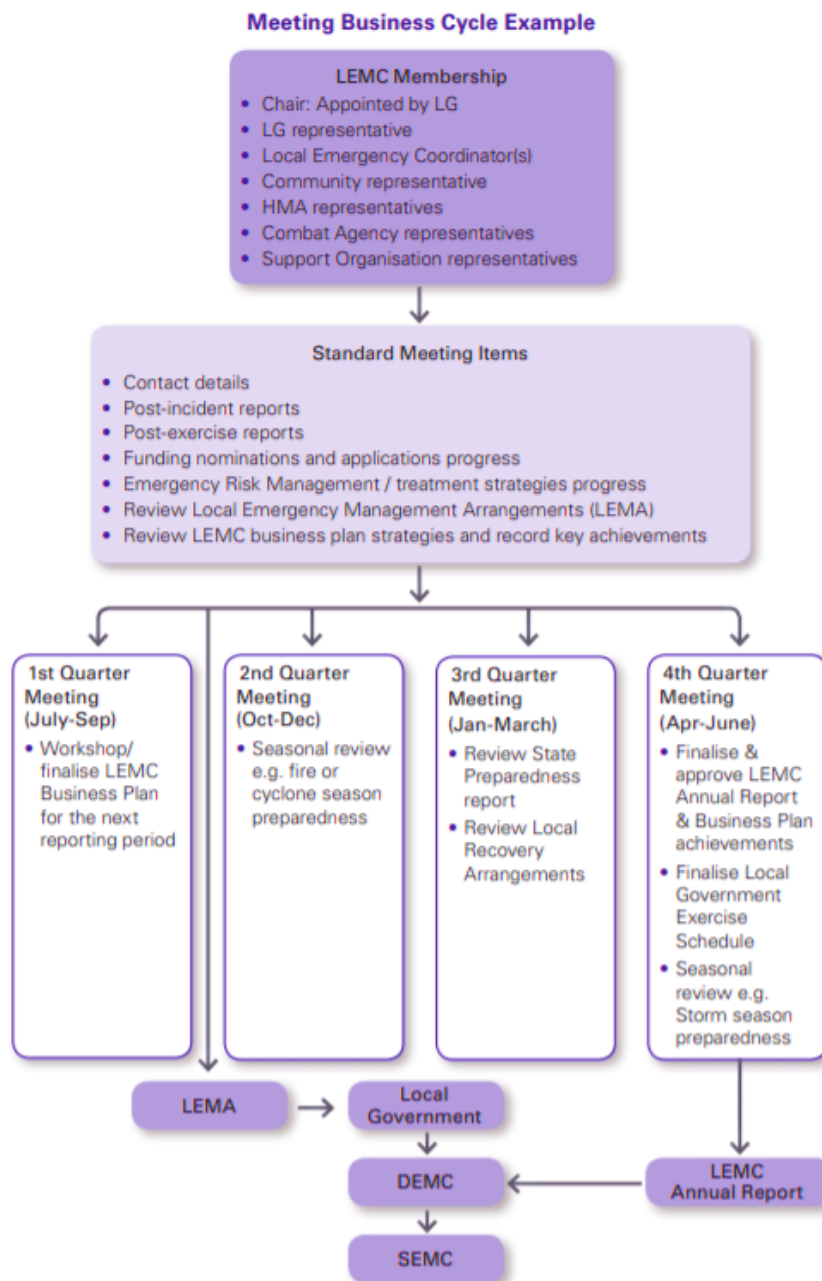 Meeting Business Cycle Example
LEMC Membership
• Chair: Appointed by LG
• LG representative
• Local Emergency Coordinator(s)
• Community representative
• HMA representatives
• Combat Agency representatives
• Support Organisation representatives
Standard Meeting Items
• Contact details
• Post-incident reports
• Post-exercise reports
• Funding nominations and applications progress
• Emergency Risk Management / treatment strategies progress
• Review Local Emergency Management Arrangements (LEMA)
• Review LEMC business plan strategies and record key achievements
1st Quarter
Meeting
(July-Sep)
• Workshop/
finalise LEMC
Business Plan
for the next
reporting period
2nd Quarter
Meeting
(Oct-Dec)
• Seasonal review
e.g. fire or
cyclone season
preparedness
3rd Quarter
Meeting
(Jan-March)
• Review State
Preparedness
report
• Review Local
Recovery
Arrangements
4th Quarter
Meeting
(Apr-June)
• Finalise &
approve LEMC
Annual Report
& Business Plan
achievements
• Finalise Local
Government
Exercise
Schedule
• Seasonal
review e.g.
Storm season
preparedness
LEMA
Local
Government
DEMC
LEMC
Annual Report
SEMC